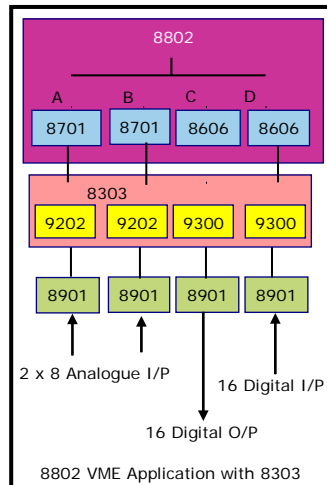 8802
A B C D
8701 8701 8606 8606
8303
9202 9202 9300 9300
8901 8901 8901 8901
2 x 8 Analogue I/P
16 Digital I/P
16 Digital O/P
8802 VME Application with 8303